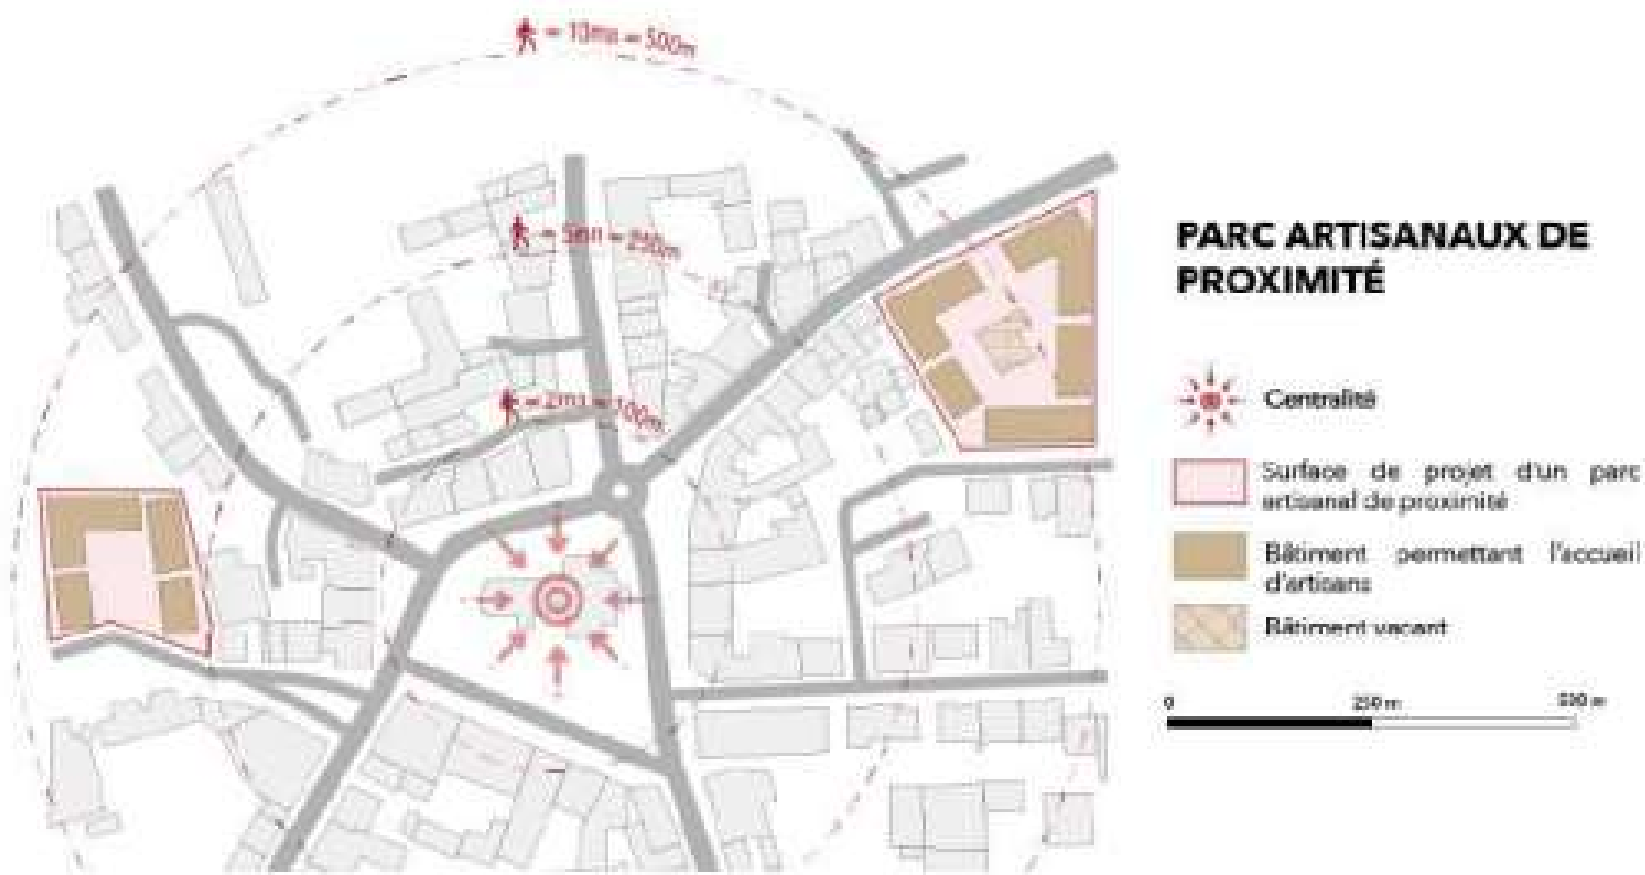 = 10mn = 500m
= 5mn = 250m
= 2mn = 100m
PARC ARTISANAUX DE
PROXIMITÉ
Centralité
Surface de projet d'un parc
artisanal de proximité
Bâtiment permettant l'accueil
d'artisans
Bâtiment vacant
0 250 m 500 m